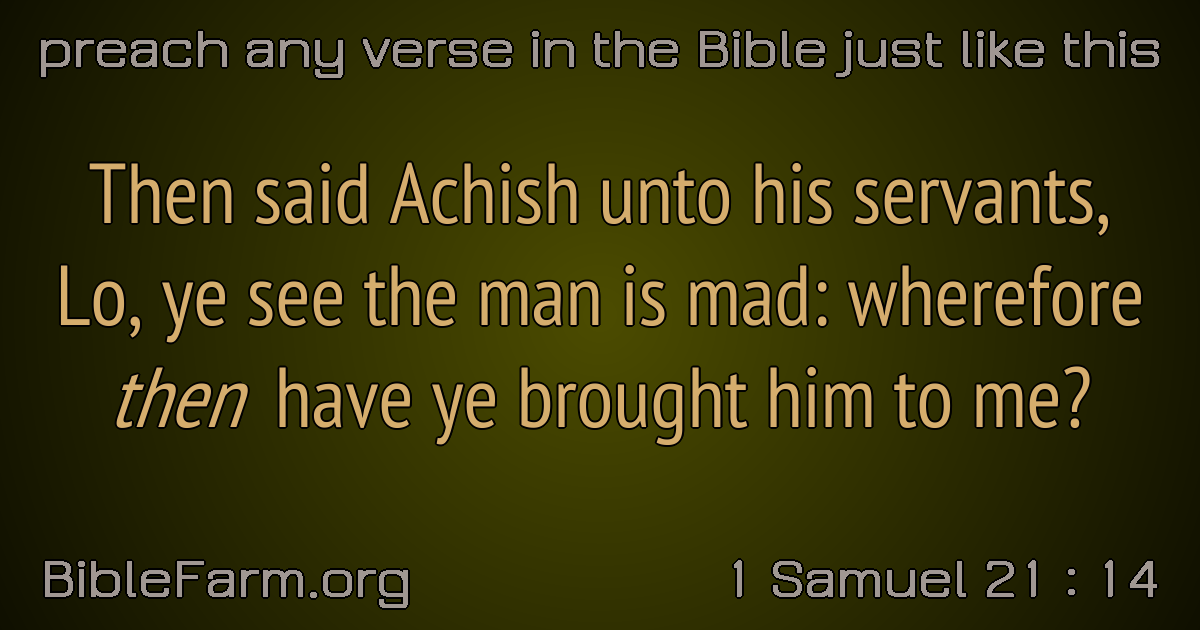 preach any verse in the Bible just like this
Then said Achish unto his servants,
Lo, ye see the man is mad: wherefore
then have ye brought him to me?
BibleFarm.org
1 Samuel 21 : 14